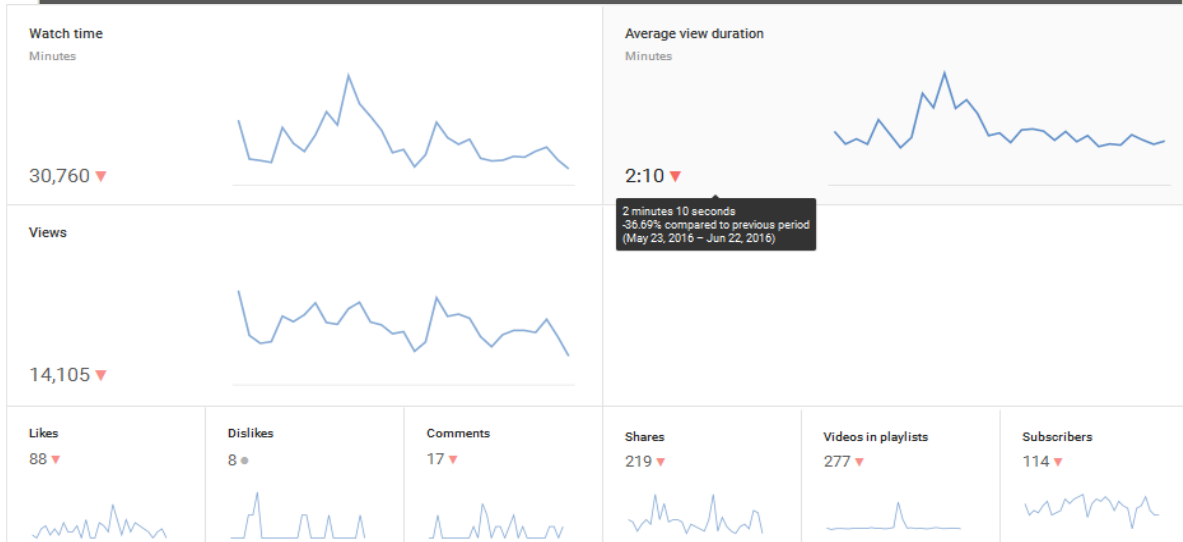 Watch time
Minutes
30,760
Average view duration
Minutes
2:10
2 minutes 10 seconds
-36.69% compared to previous period
(May 23, 2016 – Jun 22, 2016)
Views
14,105
Likes
88
Dislikes
8
Comments
17
Shares
219
Videos in playlists
277
Subscribers
114